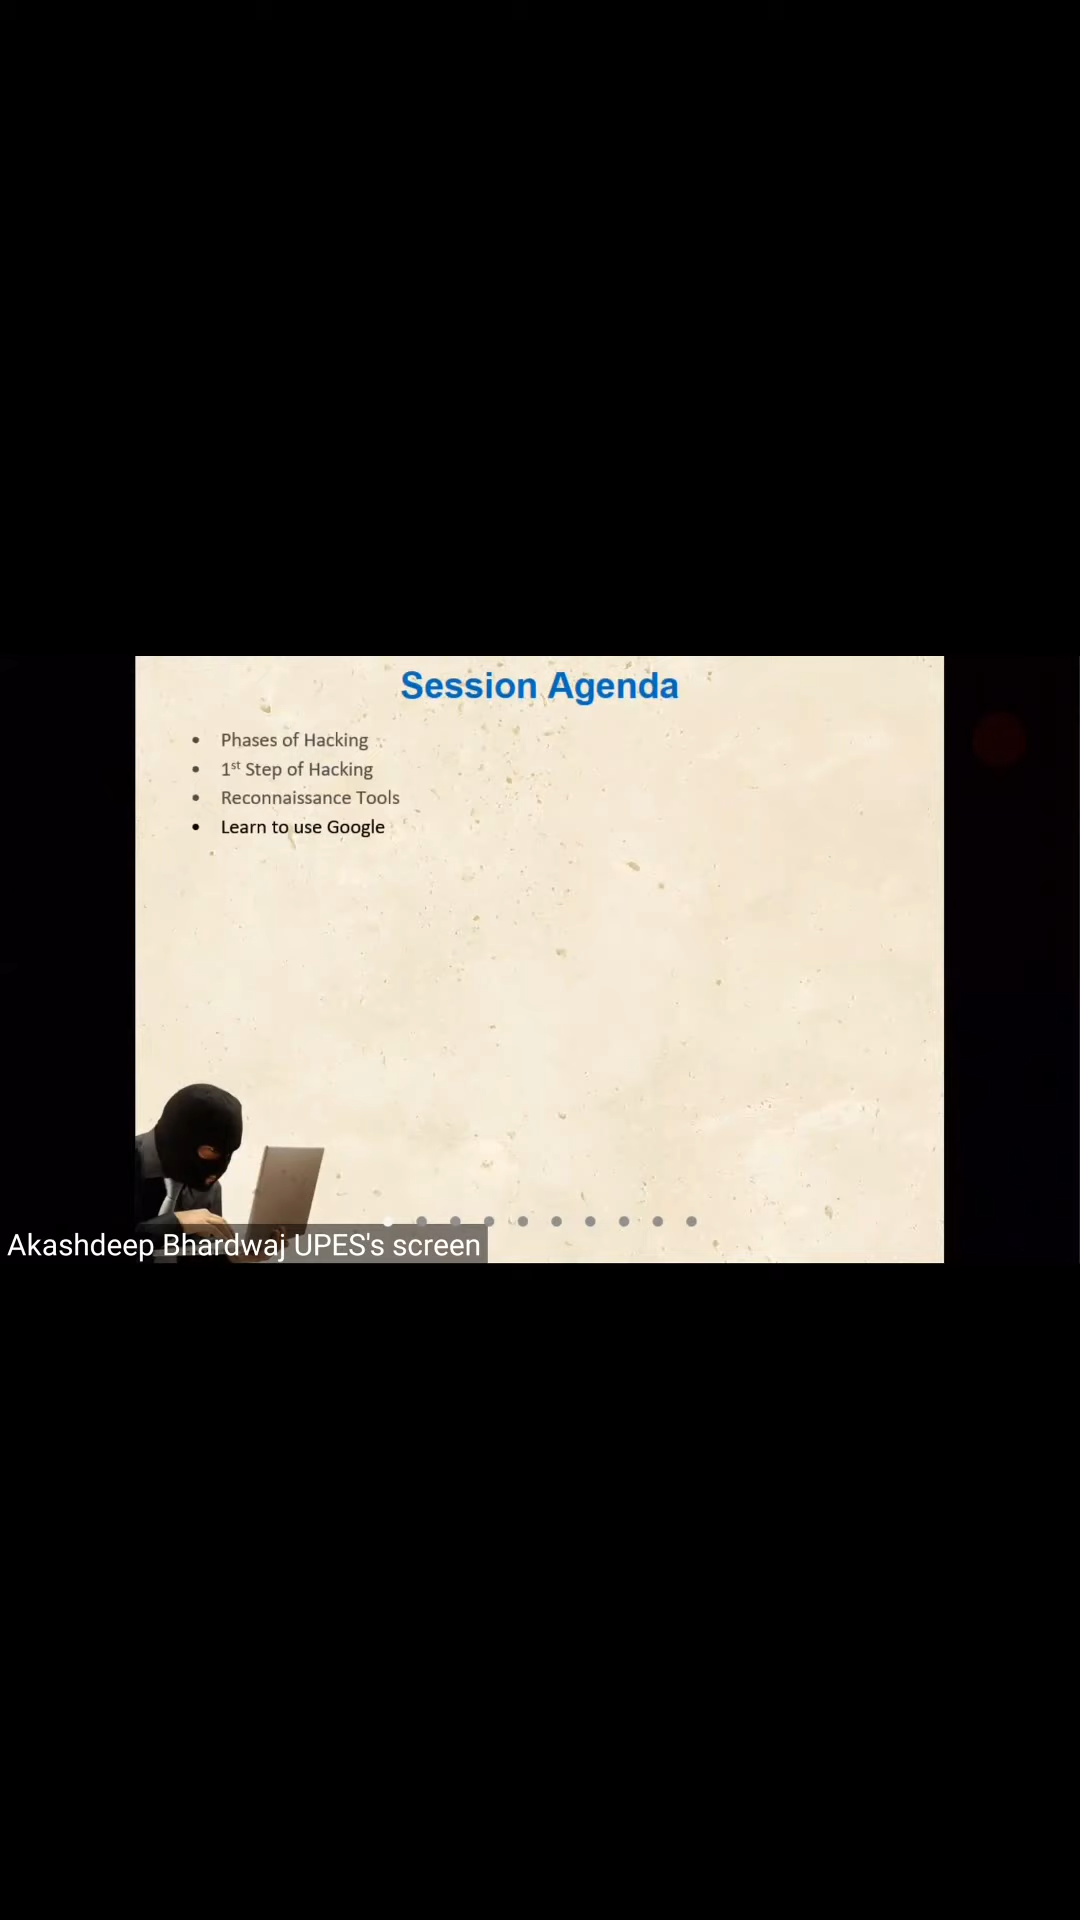 Session Agenda
• Phases of Hacking
• 1st Step of Hacking
• Reconnaissance Tools
• Learn to use Google
Akashdeep Bhardwaj UPES's screen